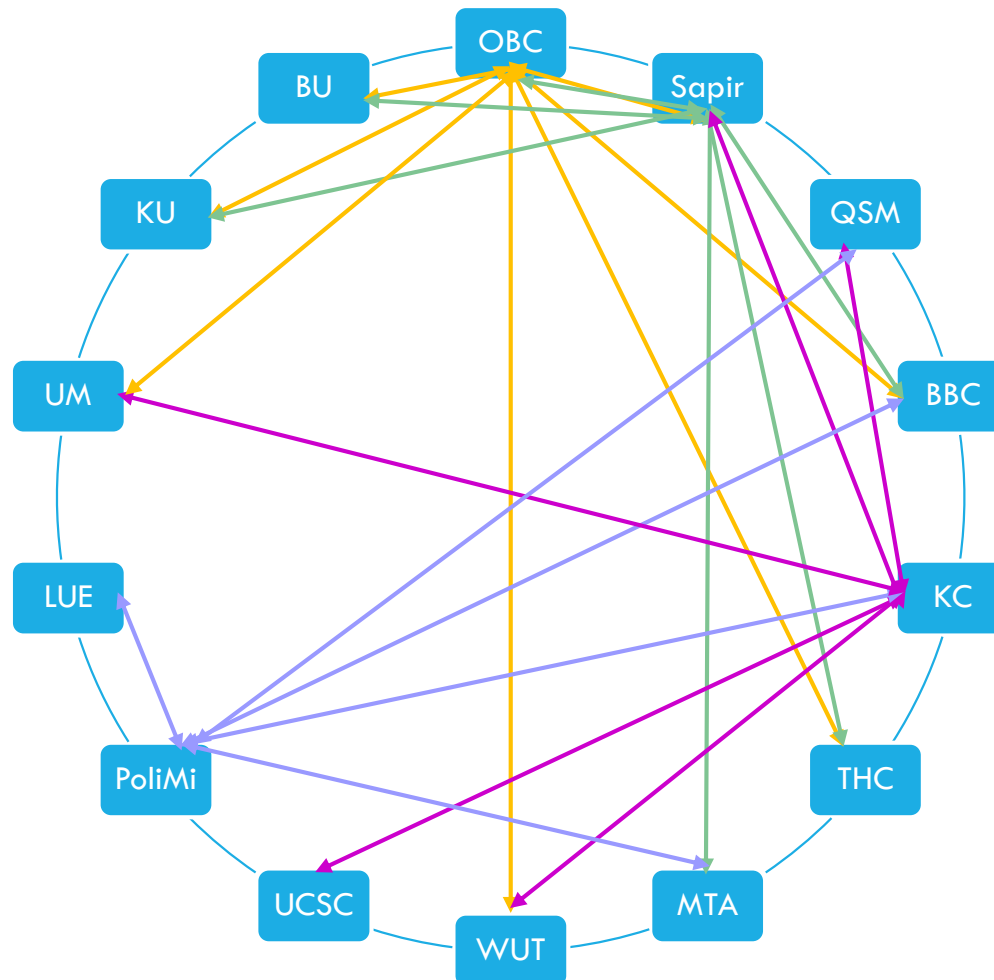 OBC
Sapir
QSM
BBC
KC
THC
MTA
WUT
UCSC
PoliMi
LUE
UM
KU
BU